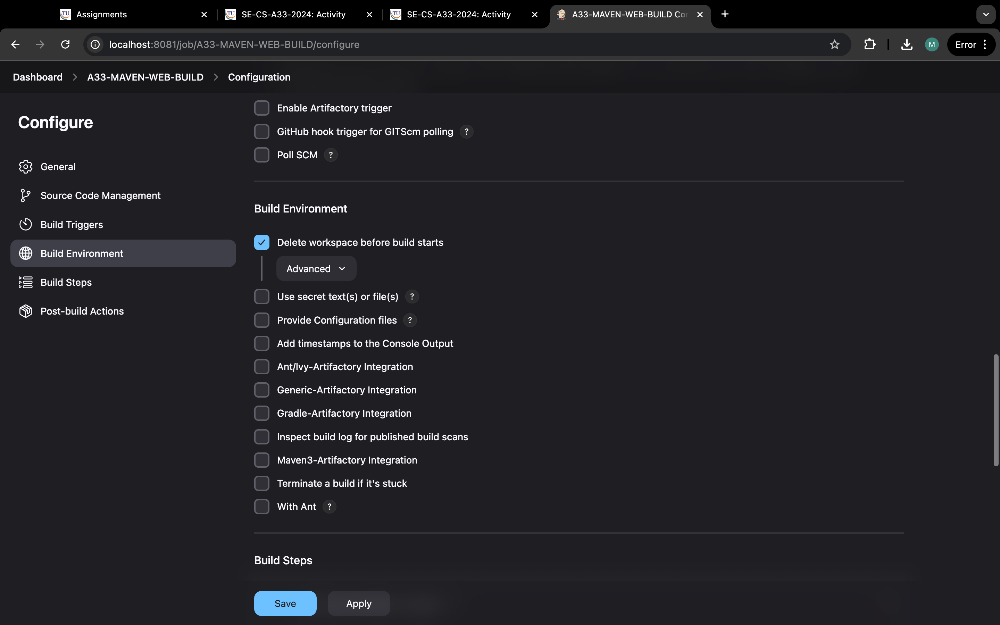 Assignments
SE-CS-A33-2024: Activity
SE-CS-A33-2024: Activity
A33-MAVEN-WEB-BUILD Con
localhost:8081/job/A33-MAVEN-WEB-BUILD/configure
M
Error
Dashboard
A33-MAVEN-WEB-BUILD
Configuration
Configure
General
Source Code Management
Build Triggers
Build Environment
Build Steps
Post-build Actions
Enable Artifactory trigger
GitHub hook trigger for GITScm polling ?
Poll SCM ?
Build Environment
Delete workspace before build starts
Advanced
Use secret text(s) or file(s) ?
Provide Configuration files ?
Add timestamps to the Console Output
Ant/Ivy-Artifactory Integration
Generic-Artifactory Integration
Gradle-Artifactory Integration
Inspect build log for published build scans
Maven3-Artifactory Integration
Terminate a build if it's stuck
With Ant ?
Build Steps
Save
Apply